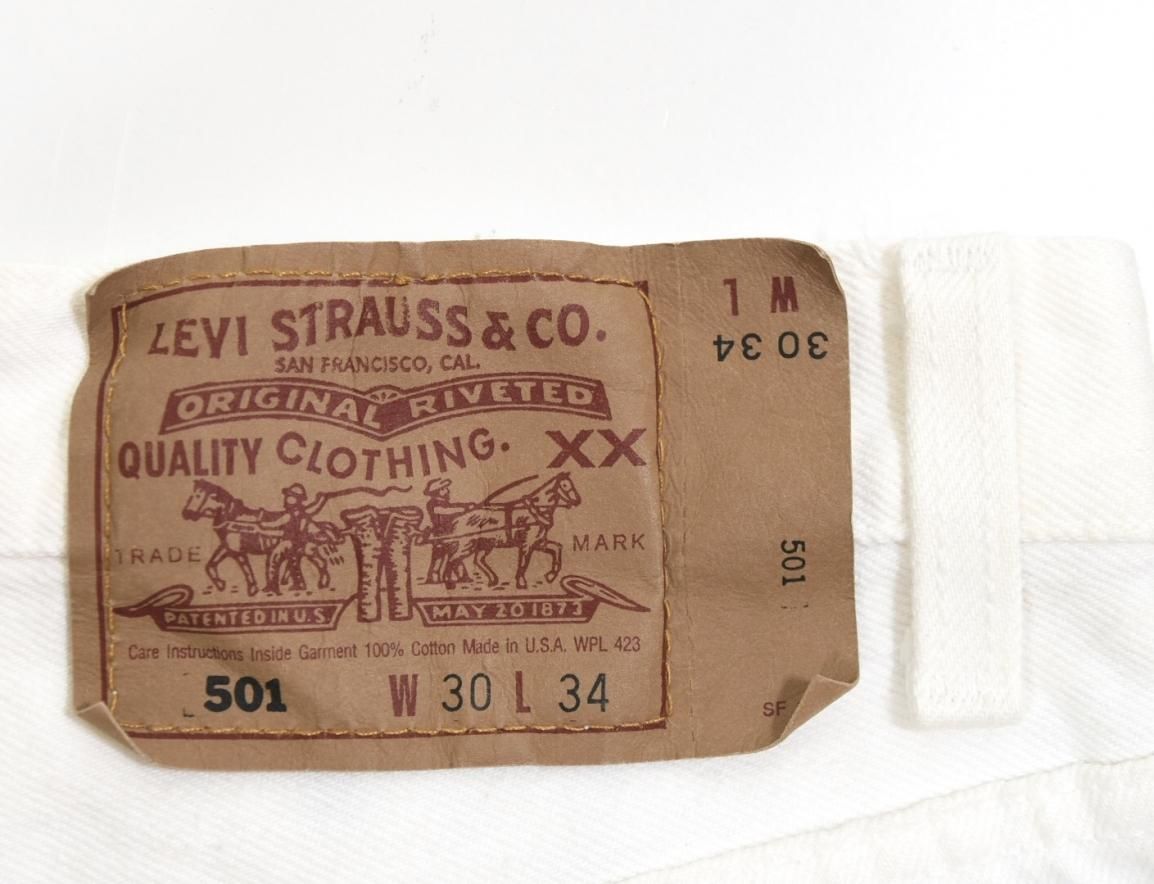 LEVI STRAUSS & CO.
SAN FRANCISCO, CAL.
ORIGINAL RIVETED
QUALITY CLOTHING. XX
TRADE MARK
PATENTED IN U.S. MAY 20 1873
Care Instructions Inside Garment 100% Cotton Made in U.S.A. WPL 423
501 W 30 L 34
W L
30 34
501
SF